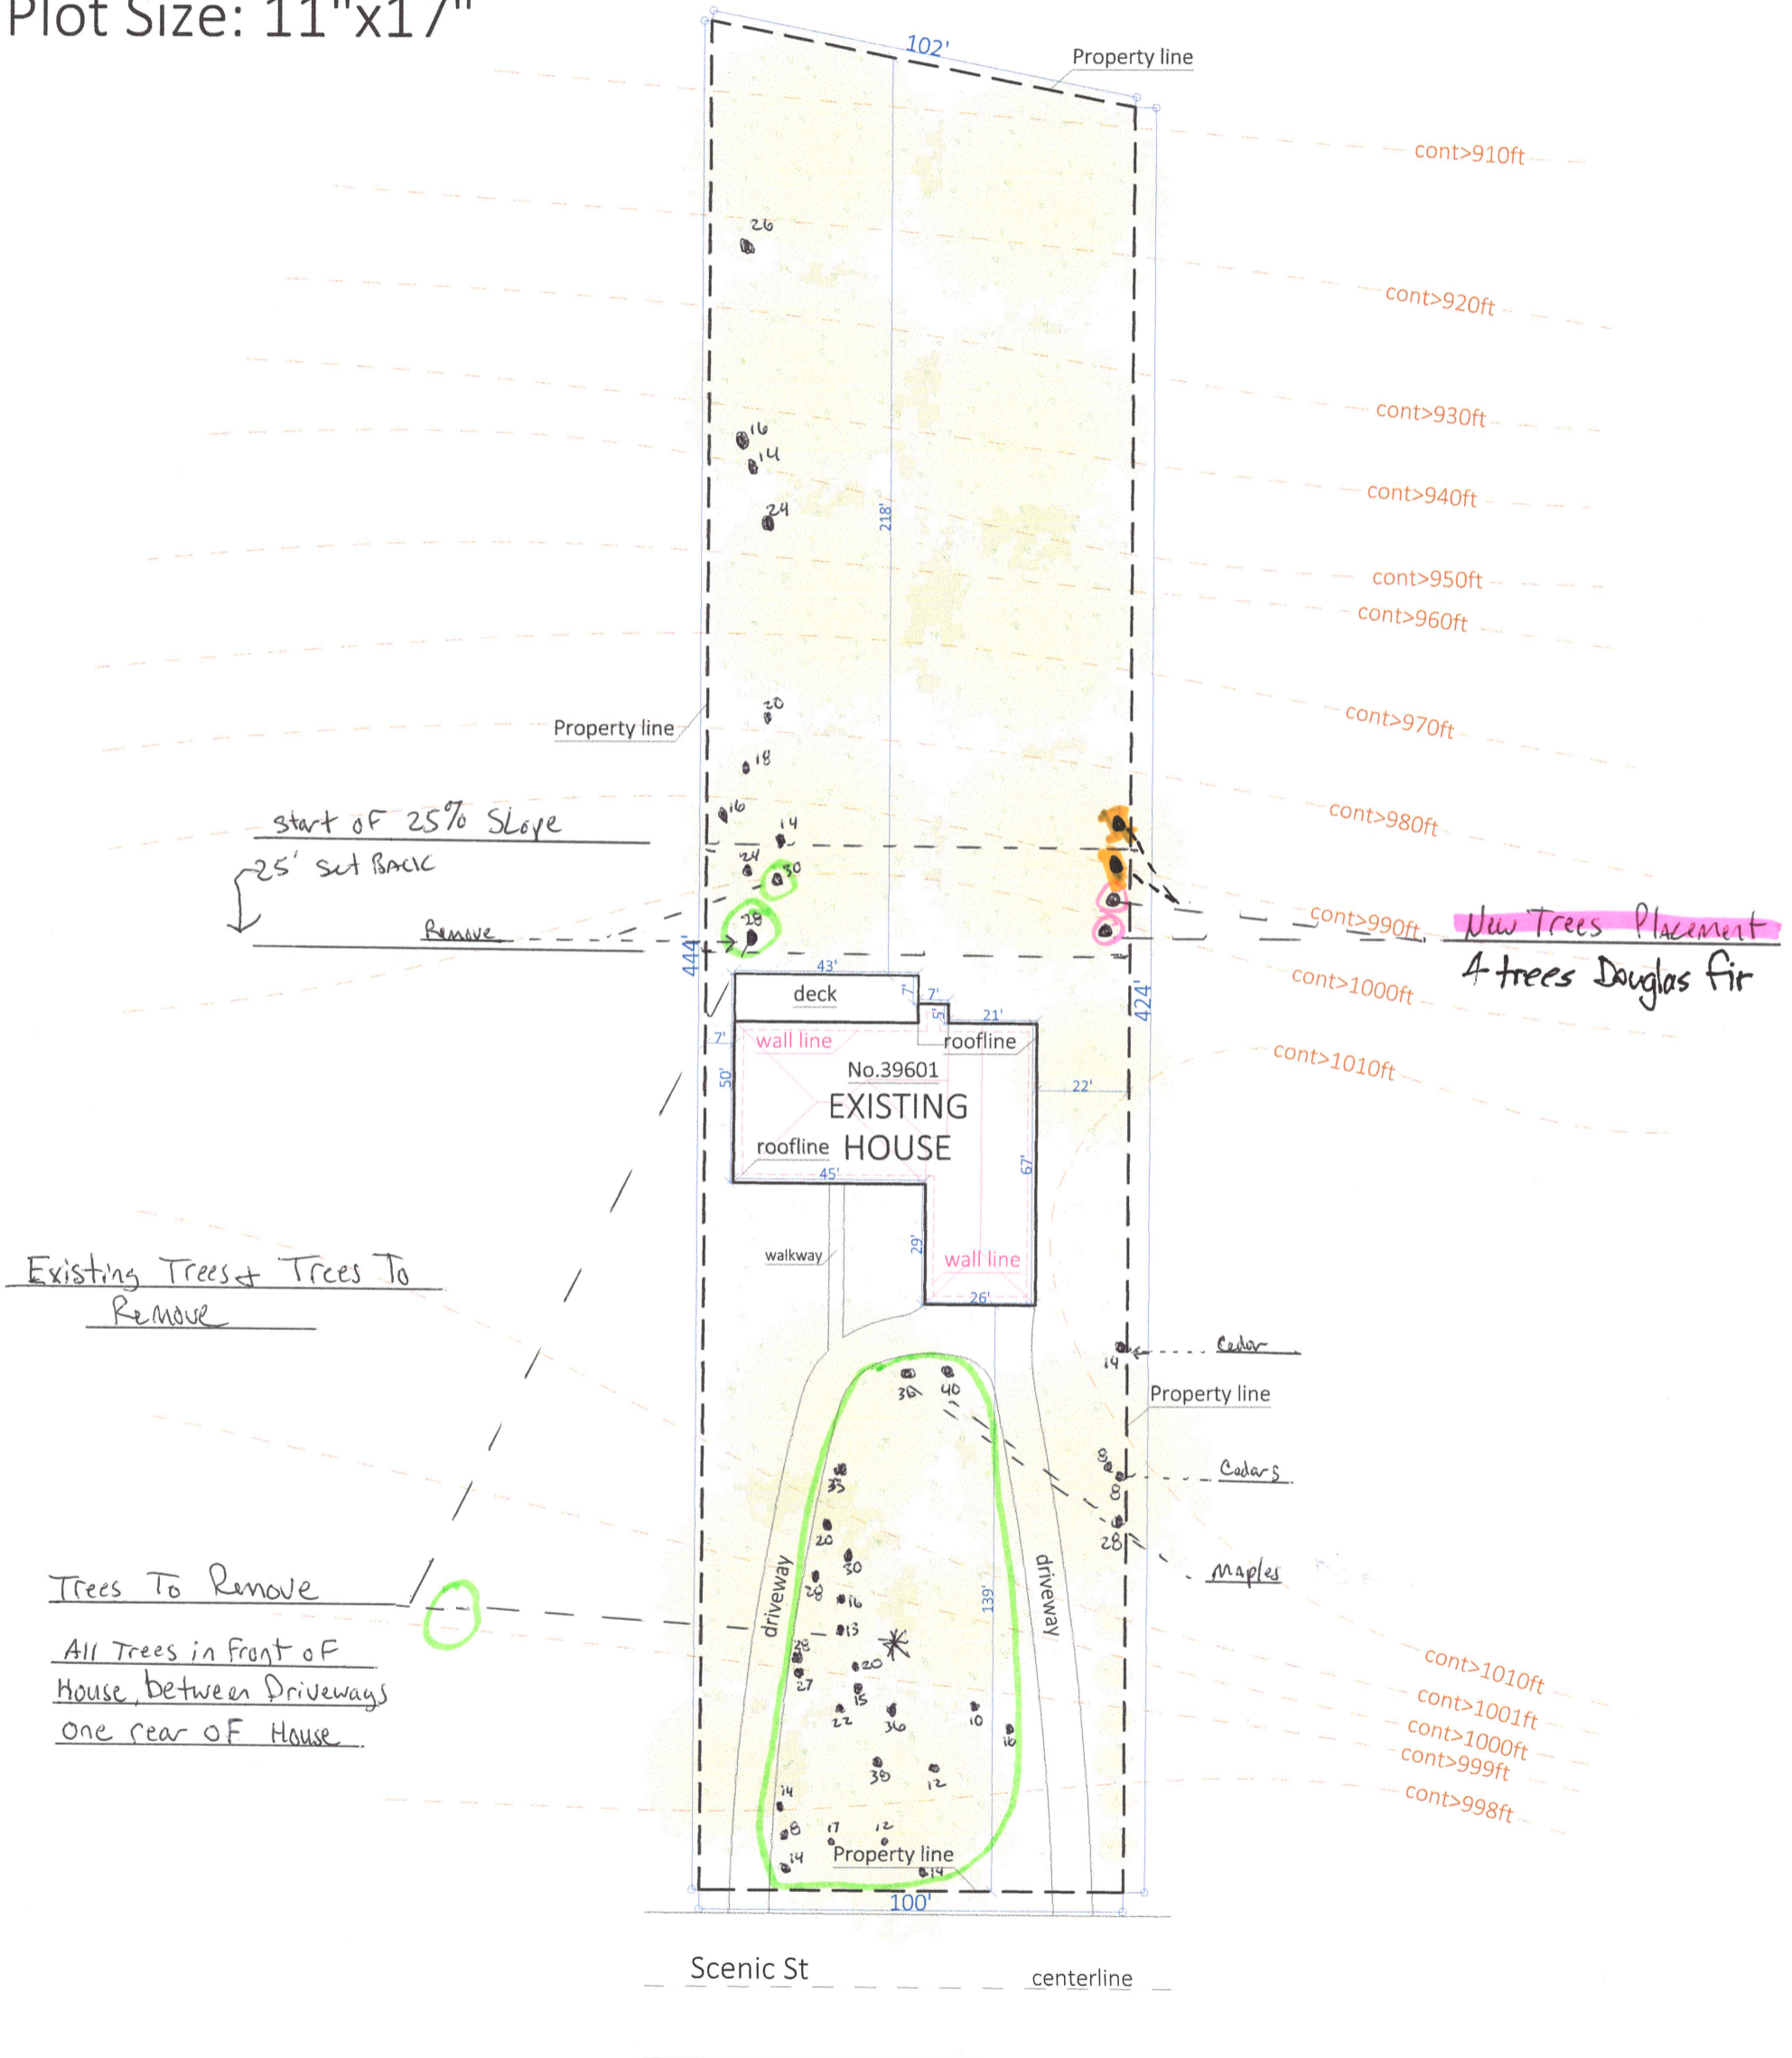 Plot Size: 11"x17"
102'
Property line
cont>910ft
26
cont>920ft
cont>930ft
16
14
cont>940ft
24
218'
cont>950ft
cont>960ft
20
Property line
cont>970ft
18
16
cont>980ft
start OF 25% SLope
14
25' Set BACK
24
30
28
Remove
cont>990ft
New Trees Placement
4 trees Douglas fir
444'
43'
deck
7'
7'
5'
21'
cont>1000ft
424'
7'
wall line
roofline
cont>1010ft
No.39601
50'
22'
EXISTING
HOUSE
roofline
45'
67'
walkway
29'
wall line
Existing Trees & Trees To
Remove
26'
Cedar
14
36
40
Property line
8
Cedars
8
33
20
28
Maples
30
28
driveway
driveway
139'
16
13
Trees To Remove
All Trees in Front oF
House, between Driveways
one rear oF House
28
20
27
15
22
36
10
16
cont>1010ft
cont>1001ft
cont>1000ft
cont>999ft
cont>998ft
12
14
8
17
12
14
Property line
14
100'
Scenic St
centerline